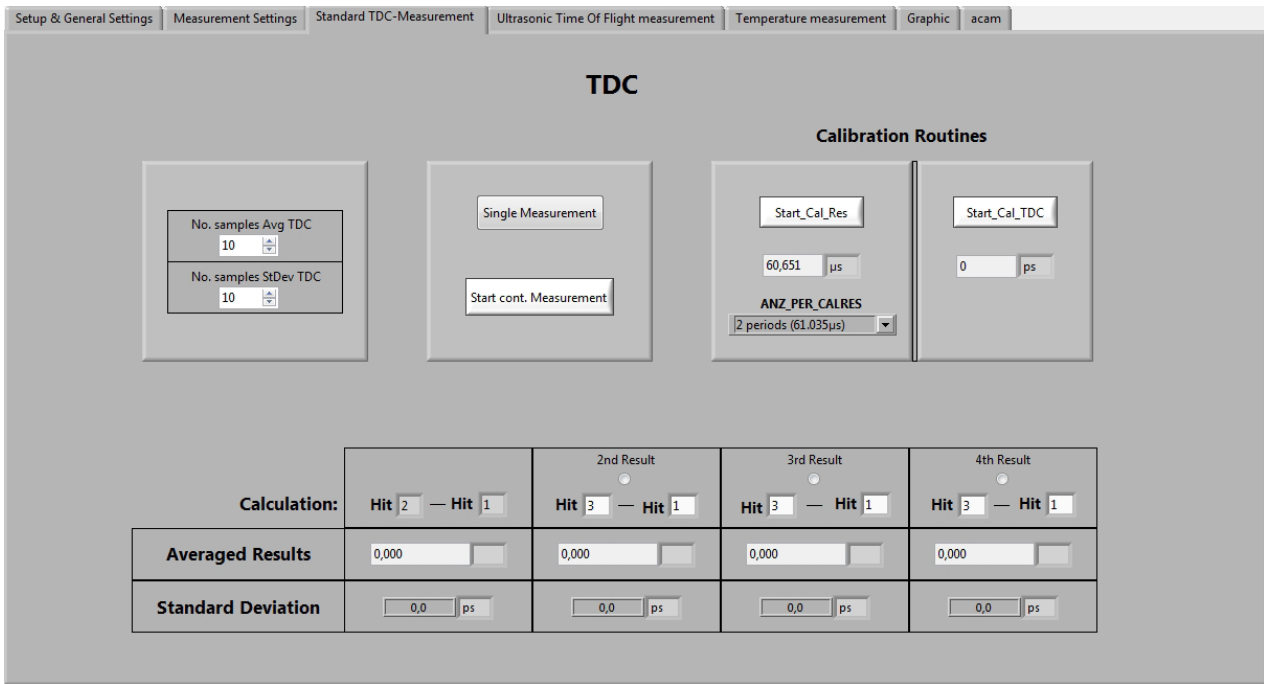 Setup & General Settings Measurement Settings Standard TDC-Measurement Ultrasonic Time Of Flight measurement Temperature measurement Graphic acam
TDC
Calibration Routines
No. samples Avg TDC
10
No. samples StDev TDC
10
Single Measurement
Start cont. Measurement
Start_Cal_Res
60,651 µs
ANZ_PER_CALRES
2 periods (61.035µs)
Start_Cal_TDC
0 ps
2nd Result 3rd Result 4th Result
Calculation: Hit 2 — Hit 1 Hit 3 — Hit 1 Hit 3 — Hit 1 Hit 3 — Hit 1
Averaged Results 0,000 0,000 0,000 0,000
Standard Deviation 0,0 ps 0,0 ps 0,0 ps 0,0 ps